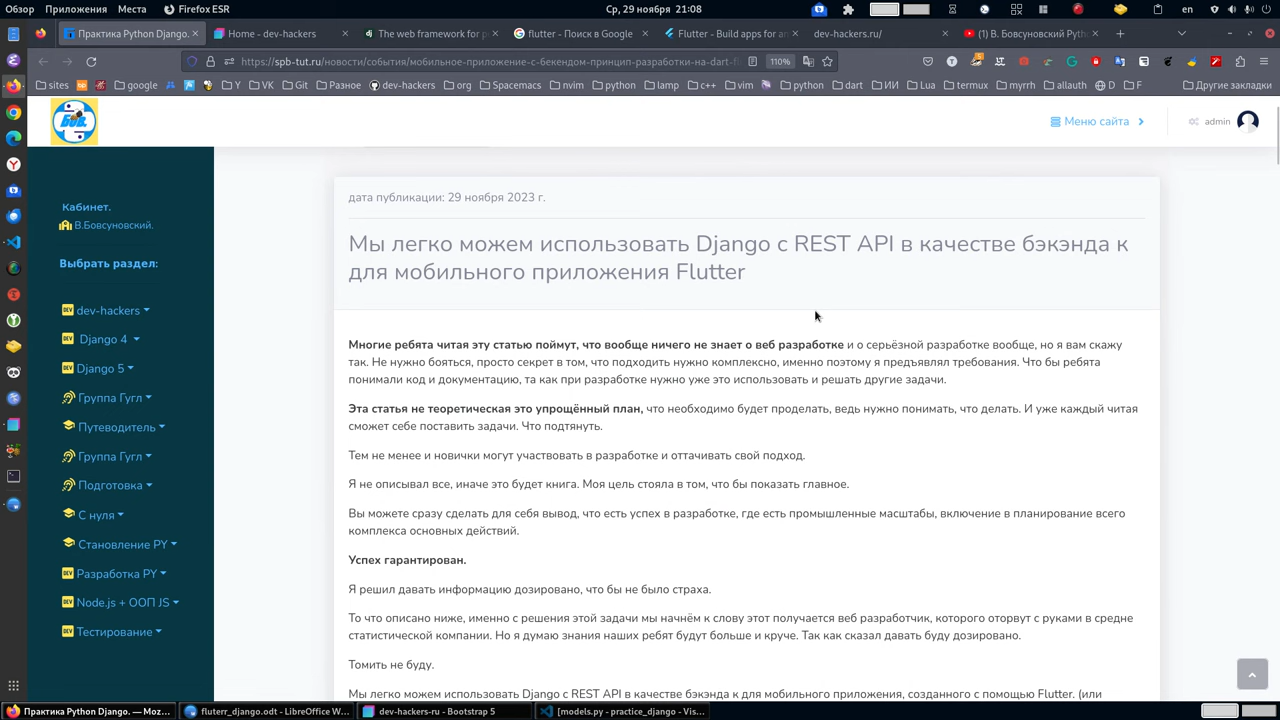 Обзор Приложения Места Firefox ESR Ср, 29 ноября 21:08 en
Практика Python Django. Home - dev-hackers The web framework for p flutter - Поиск в Google Flutter - Build apps for an dev-hackers.ru/ (1) В. Бовсуновский Pyth
https://spb-tut.ru/новости/события/мобильное-приложение-с-бекендом-принцип-разработки-на-dart- 110%
sites bb google Git Разное dev-hackers org Spacemacs nvim python lamp c++ vim python dart ИИ Lua termux myrrh allauth D F Другие закладки
Бов.
Меню сайта
admin
Кабинет.
В.Бовсуновский.
Выбрать раздел:
dev-hackers
Django 4
Django 5
Группа Гугл
Путеводитель
Группа Гугл
Подготовка
С нуля
Становление PY
Разработка PY
Node.js + ООП JS
Тестирование
дата публикации: 29 ноября 2023 г.
Мы легко можем использовать Django с REST API в качестве бэкэнда к
для мобильного приложения Flutter
Многие ребята читая эту статью поймут, что вообще ничего не знает о веб разработке и о серьёзной разработке вообще, но я вам скажу
так. Не нужно бояться, просто секрет в том, что подходить нужно комплексно, именно поэтому я предъявлял требования. Что бы ребята
понимали код и документацию, та как при разработке нужно уже это использовать и решать другие задачи.
Эта статья не теоретическая это упрощённый план, что необходимо будет проделать, ведь нужно понимать, что делать. И уже каждый читая
сможет себе поставить задачи. Что подтянуть.
Тем не менее и новички могут участвовать в разработке и оттачивать свой подход.
Я не описывал все, иначе это будет книга. Моя цель стояла в том, что бы показать главное.
Вы можете сразу сделать для себя вывод, что есть успех в разработке, где есть промышленные масштабы, включение в планирование всего
комплекса основных действий.
Успех гарантирован.
Я решил давать информацию дозировано, что бы не было страха.
То что описано ниже, именно с решения этой задачи мы начнём к слову этот получается веб разработчик, которого оторвут с руками в средне
статистической компании. Но я думаю знания наших ребят будут больше и круче. Так как сказал давать буду дозировано.
Томить не буду.
Мы легко можем использовать Django с REST API в качестве бэкэнда к для мобильного приложения, созданного с помощью Flutter. (или
Практика Python Django. — Moz... fluterr_django.odt - LibreOffice W... dev-hackers-ru - Bootstrap 5 [models.py - practice_django - Vis...